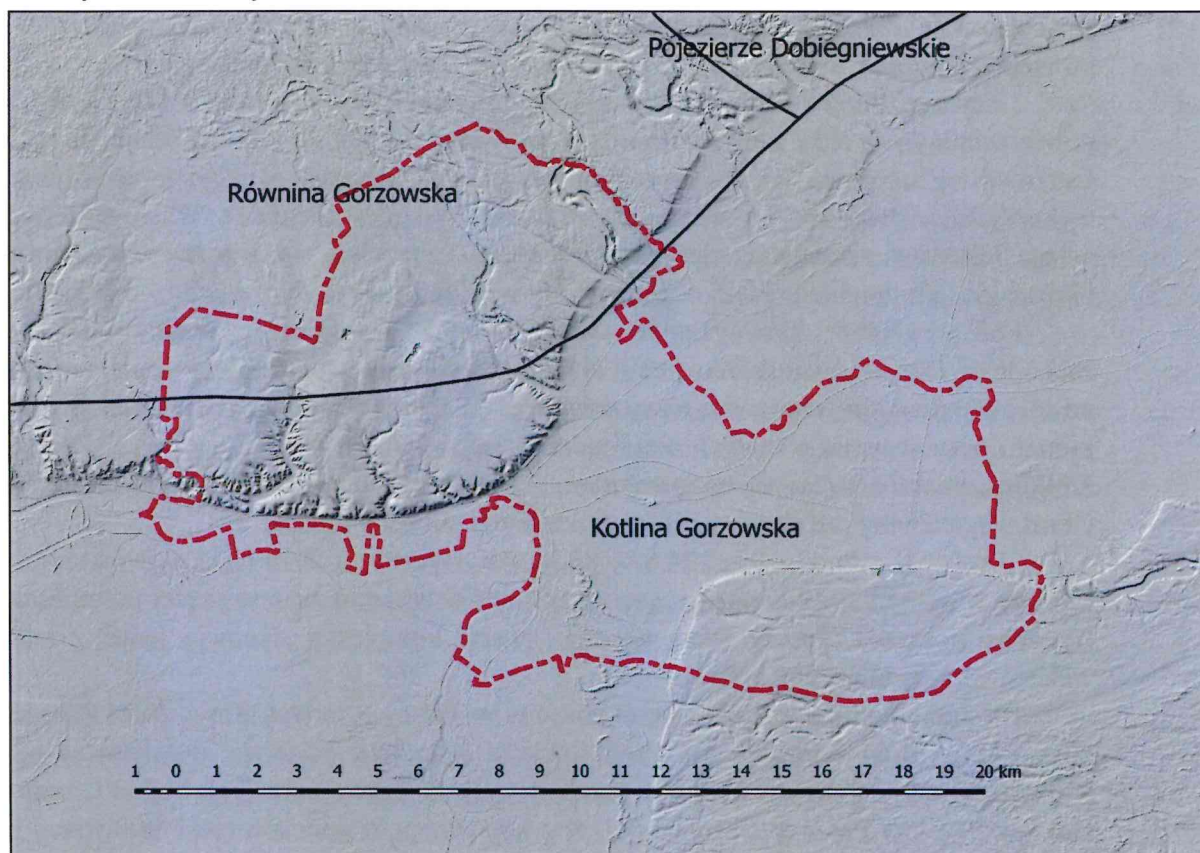 Pojezierze Dobiegniewskie
Równina Gorzowska
Kotlina Gorzowska
1 0 1 2 3 4 5 6 7 8 9 10 11 12 13 14 15 16 17 18 19 20 km